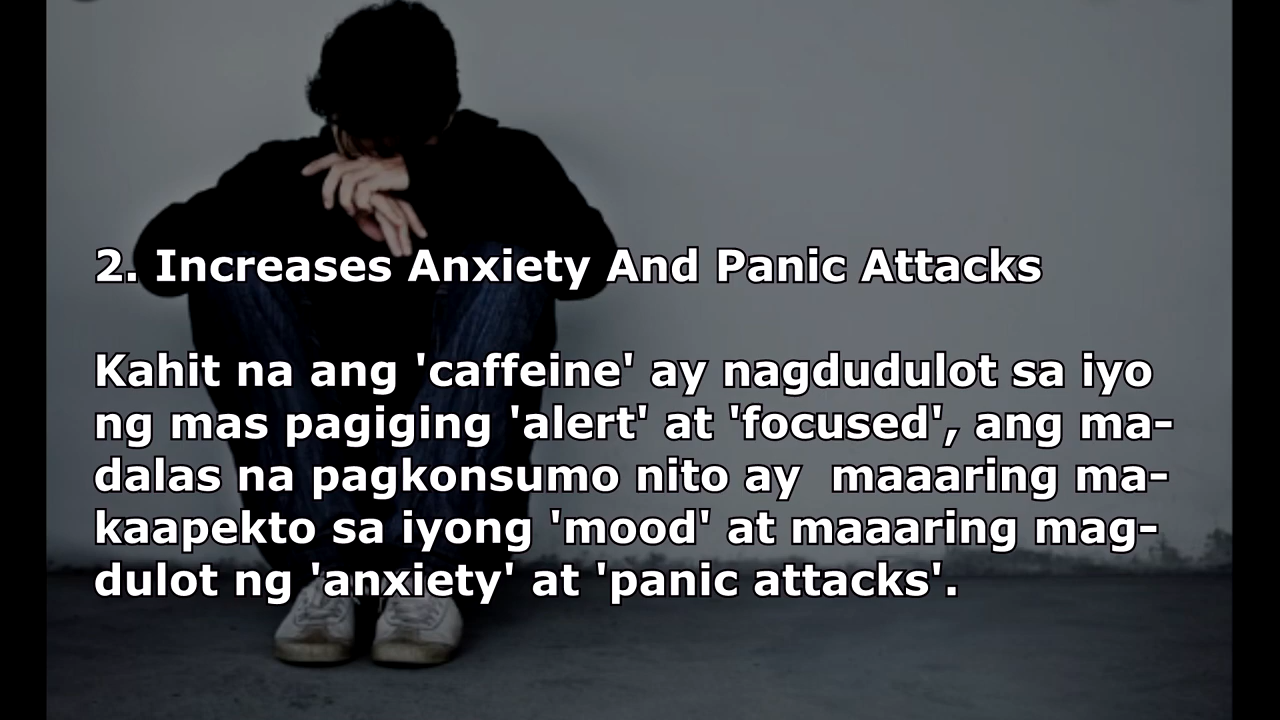 2. Increases Anxiety And Panic Attacks
Kahit na ang 'caffeine' ay nagdudulot sa iyo
ng mas pagiging 'alert' at 'focused', ang ma-
dalas na pagkonsumo nito ay  maaaring ma-
kaapekto sa iyong 'mood' at maaaring mag-
dulot ng 'anxiety' at 'panic attacks'.